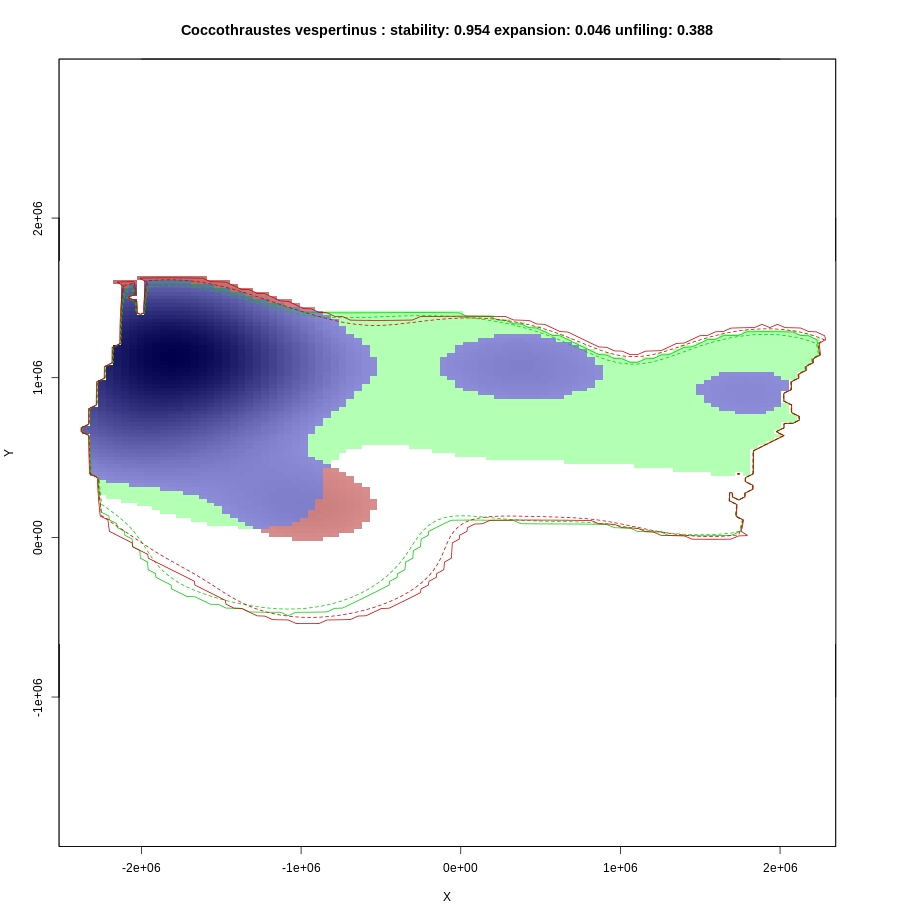 Coccothraustes vespertinus : stability: 0.954 expansion: 0.046 unfiling: 0.388
2e+06
1e+06
0e+00
-1e+06
Y
-2e+06 -1e+06 0e+00 1e+06 2e+06
X